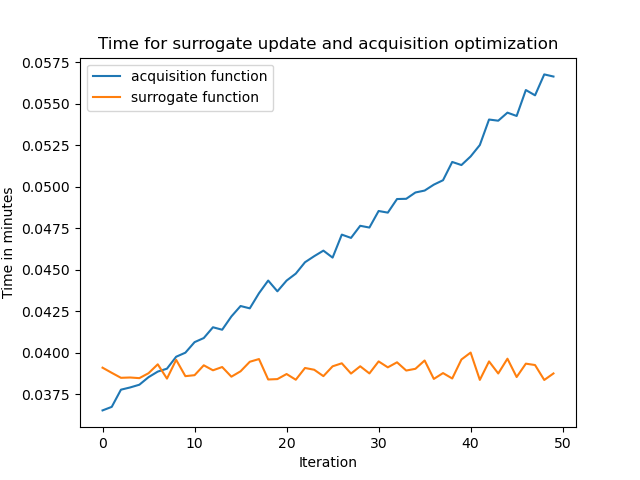 Time for surrogate update and acquisition optimization
acquisition function
surrogate function
0.0575
0.0550
0.0525
0.0500
0.0475
0.0450
0.0425
0.0400
0.0375
Time in minutes
0 10 20 30 40 50
Iteration